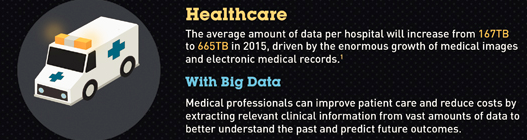 Healthcare
The average amount of data per hospital will increase from 167TB
to 665TB in 2015, driven by the enormous growth of medical images
and electronic medical records.¹
With Big Data
Medical professionals can improve patient care and reduce costs by
extracting relevant clinical information from vast amounts of data to
better understand the past and predict future outcomes.